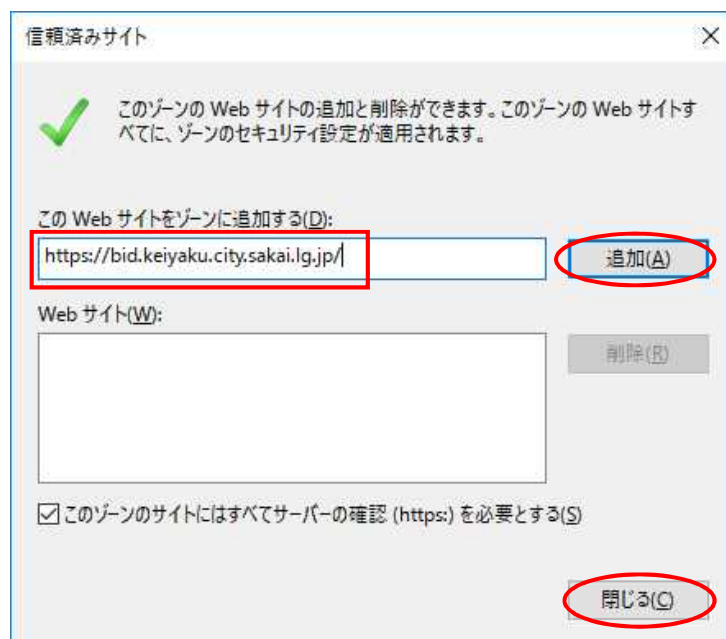 信頼済みサイト
このゾーンの Web サイトの追加と削除ができます。このゾーンの Web サイトす
べてに、ゾーンのセキュリティ設定が適用されます。
この Web サイトをゾーンに追加する(D):
https://bid.keiyaku.city.sakai.lg.jp/
追加(A)
Web サイト(W):
削除(R)
このゾーンのサイトにはすべてサーバーの確認 (https:) を必要とする(S)
閉じる(C)